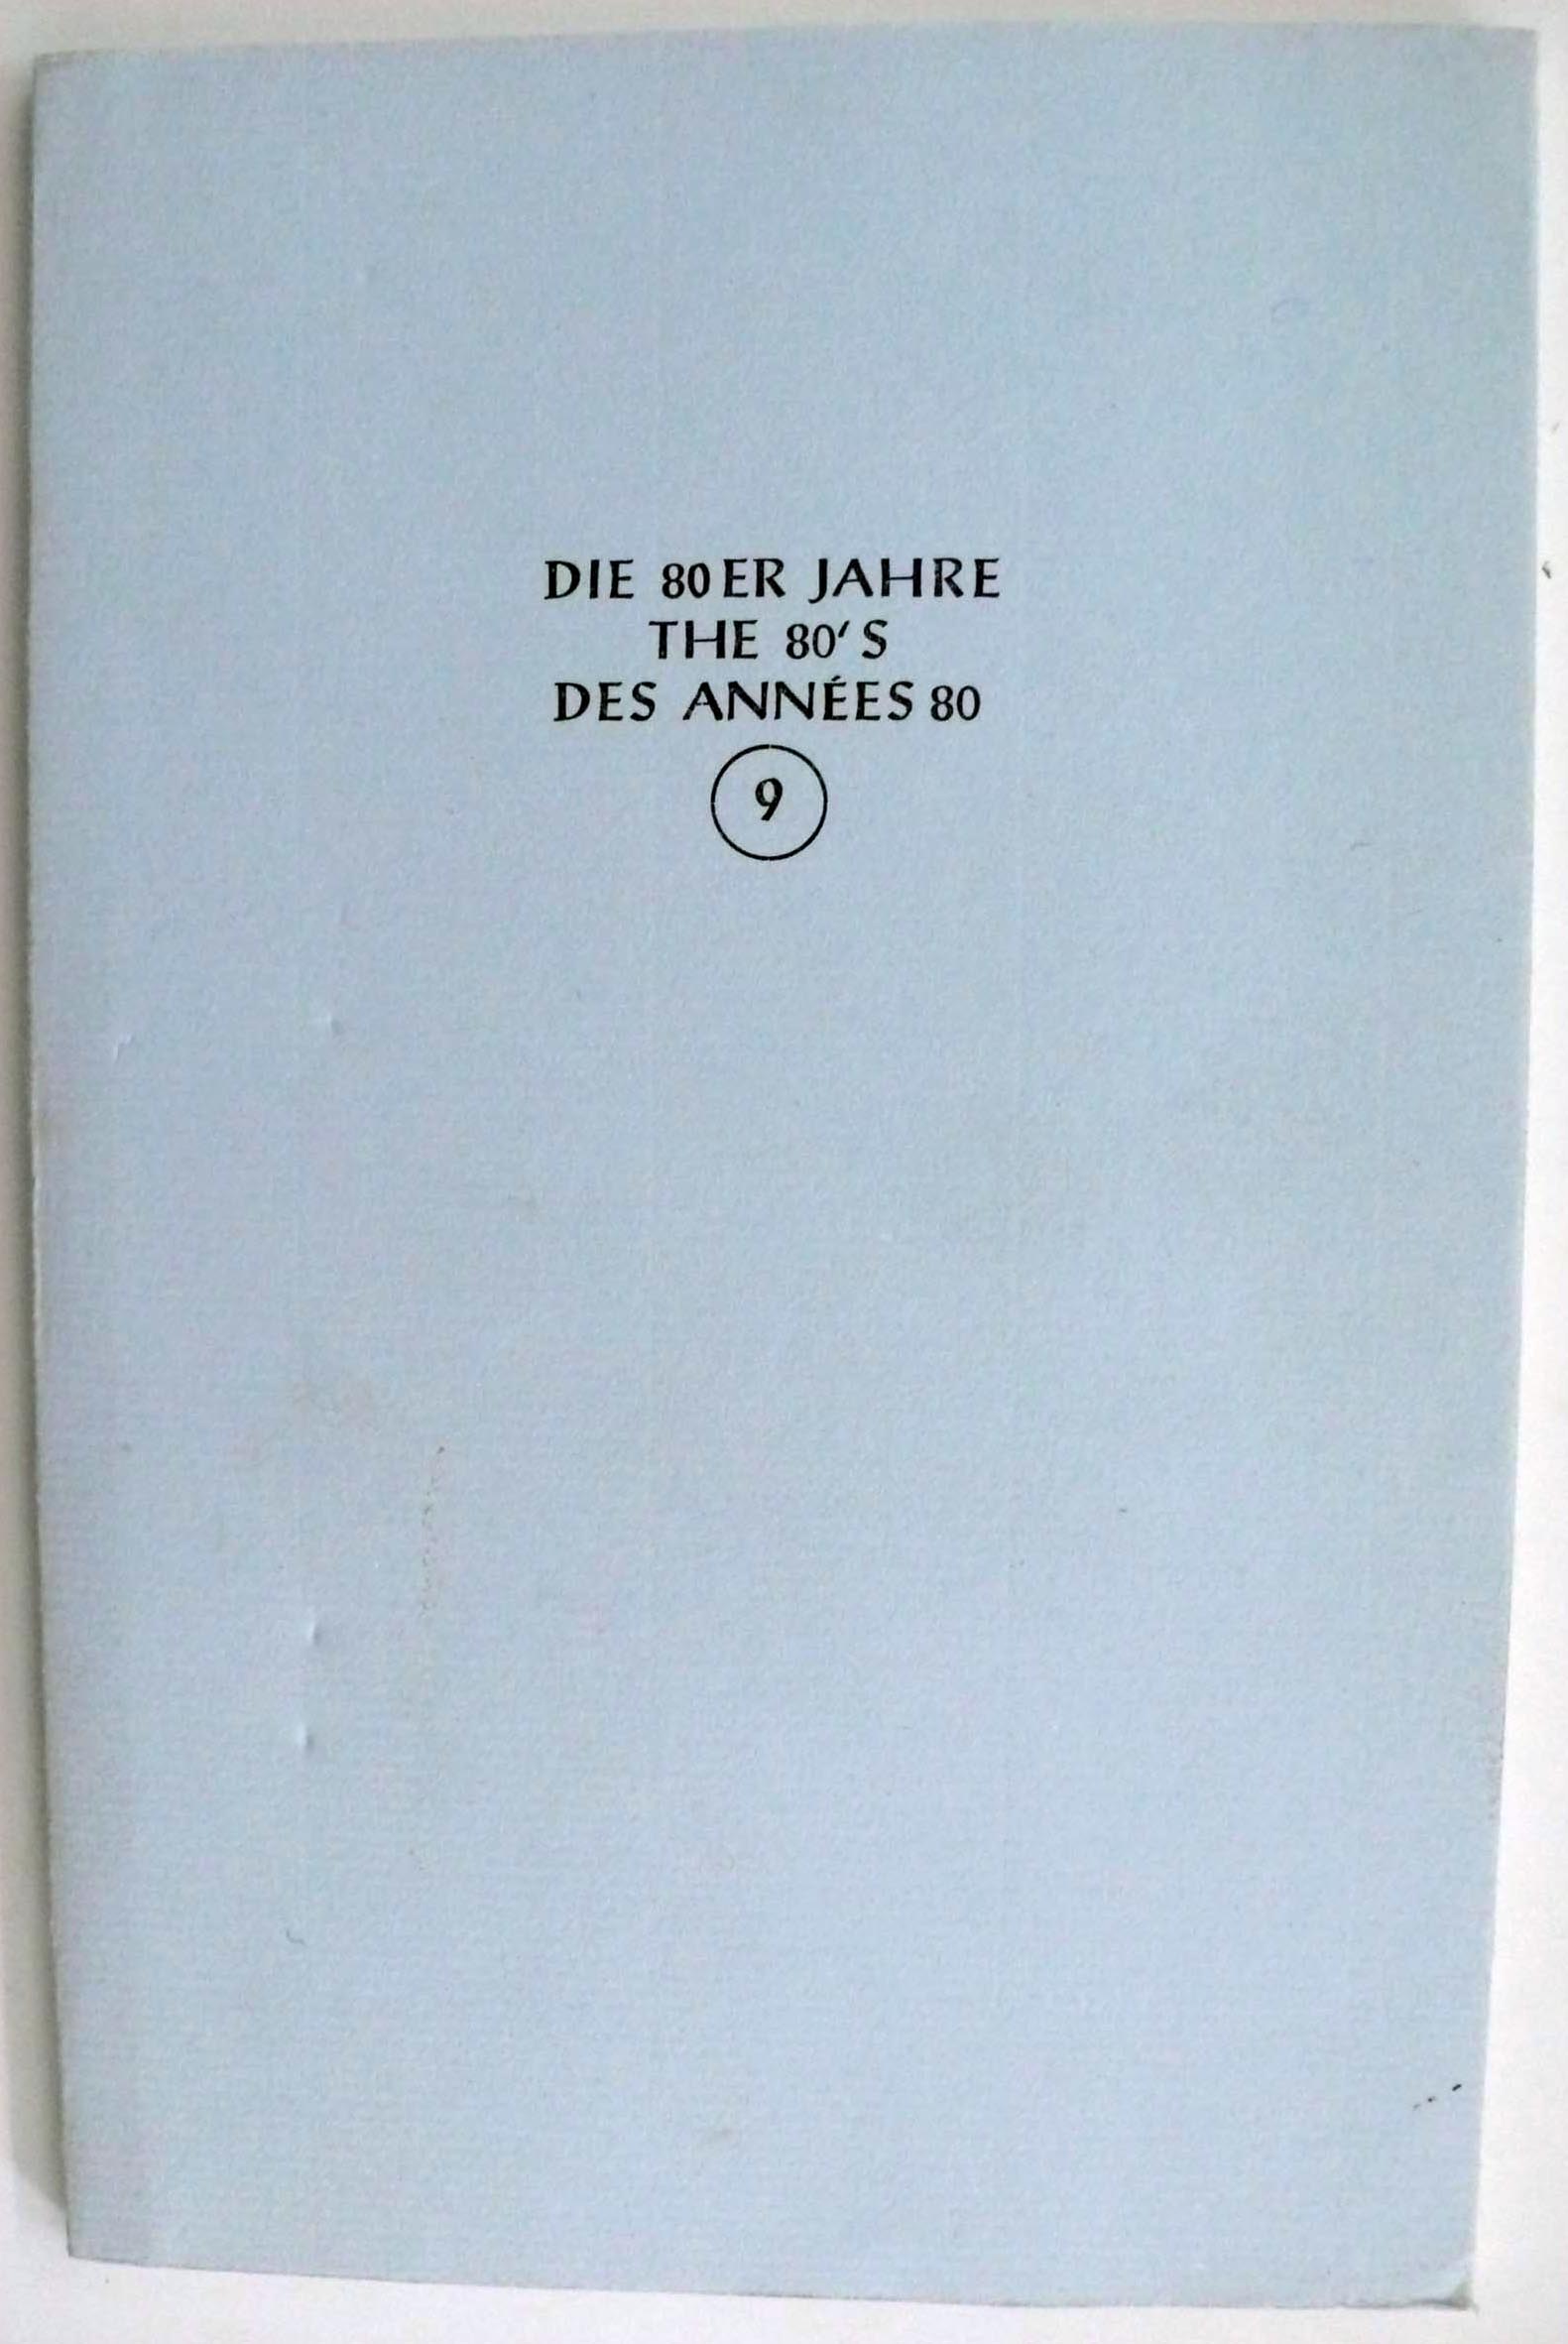 DIE 80ER JAHRE
THE 80'S
DES ANNÉES 80
9